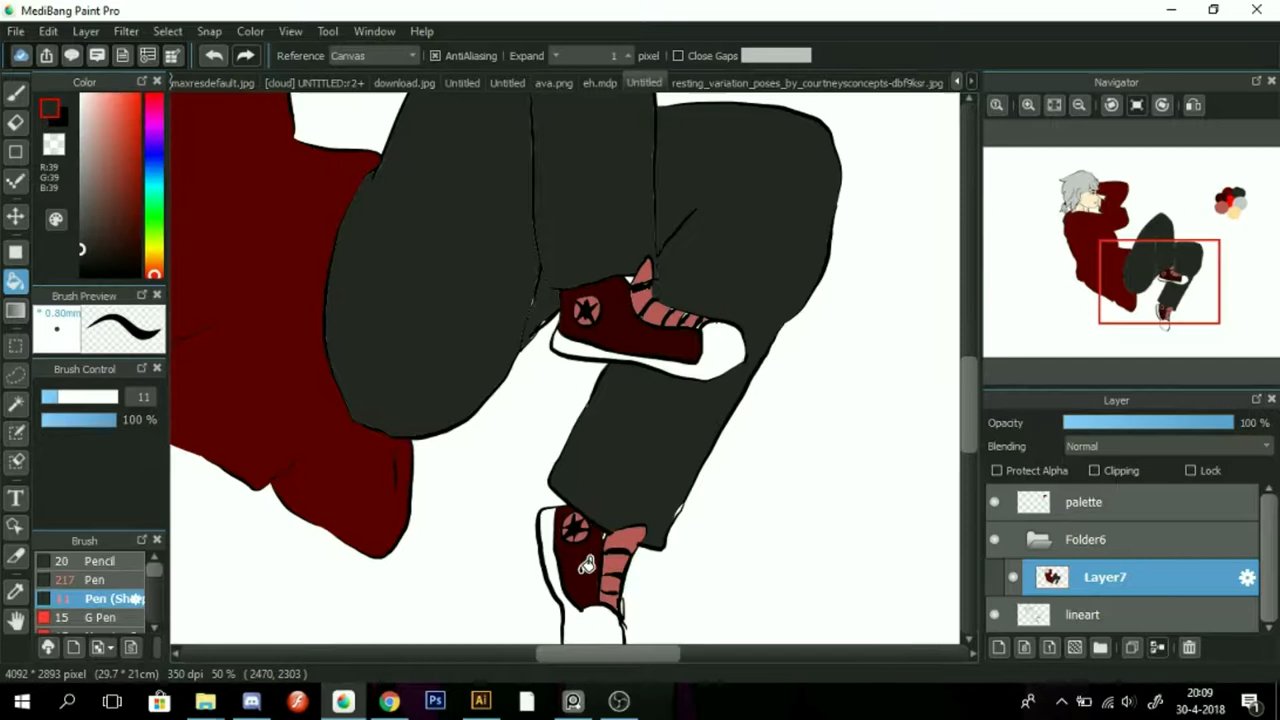 MediBang Paint Pro
File Edit Layer Filter Select Snap Color View Tool Window Help
Reference Canvas AntiAliasing Expand 1 pixel Close Gaps
Color
maxresdefault.jpg [cloud] UNTITLED:r2+ download.jpg Untitled Untitled ava.png eh.mdp Untitled resting_variation_poses_by_courtneysconcepts-dbf9ksr.jpg
Navigator
R:39
G:39
B:39
Brush Preview
* 0.80mm
Brush Control
11
100 %
Brush
20 Pencil
217 Pen
Pen (Sharp
15 G Pen
Layer
Opacity 100 %
Blending Normal
Protect Alpha Clipping Lock
palette
Folder6
Layer7
lineart
4092 * 2893 pixel (29.7 * 21cm) 350 dpi 50 % ( 2470, 2303)
Ps
Ai
20:09
30-4-2018
1